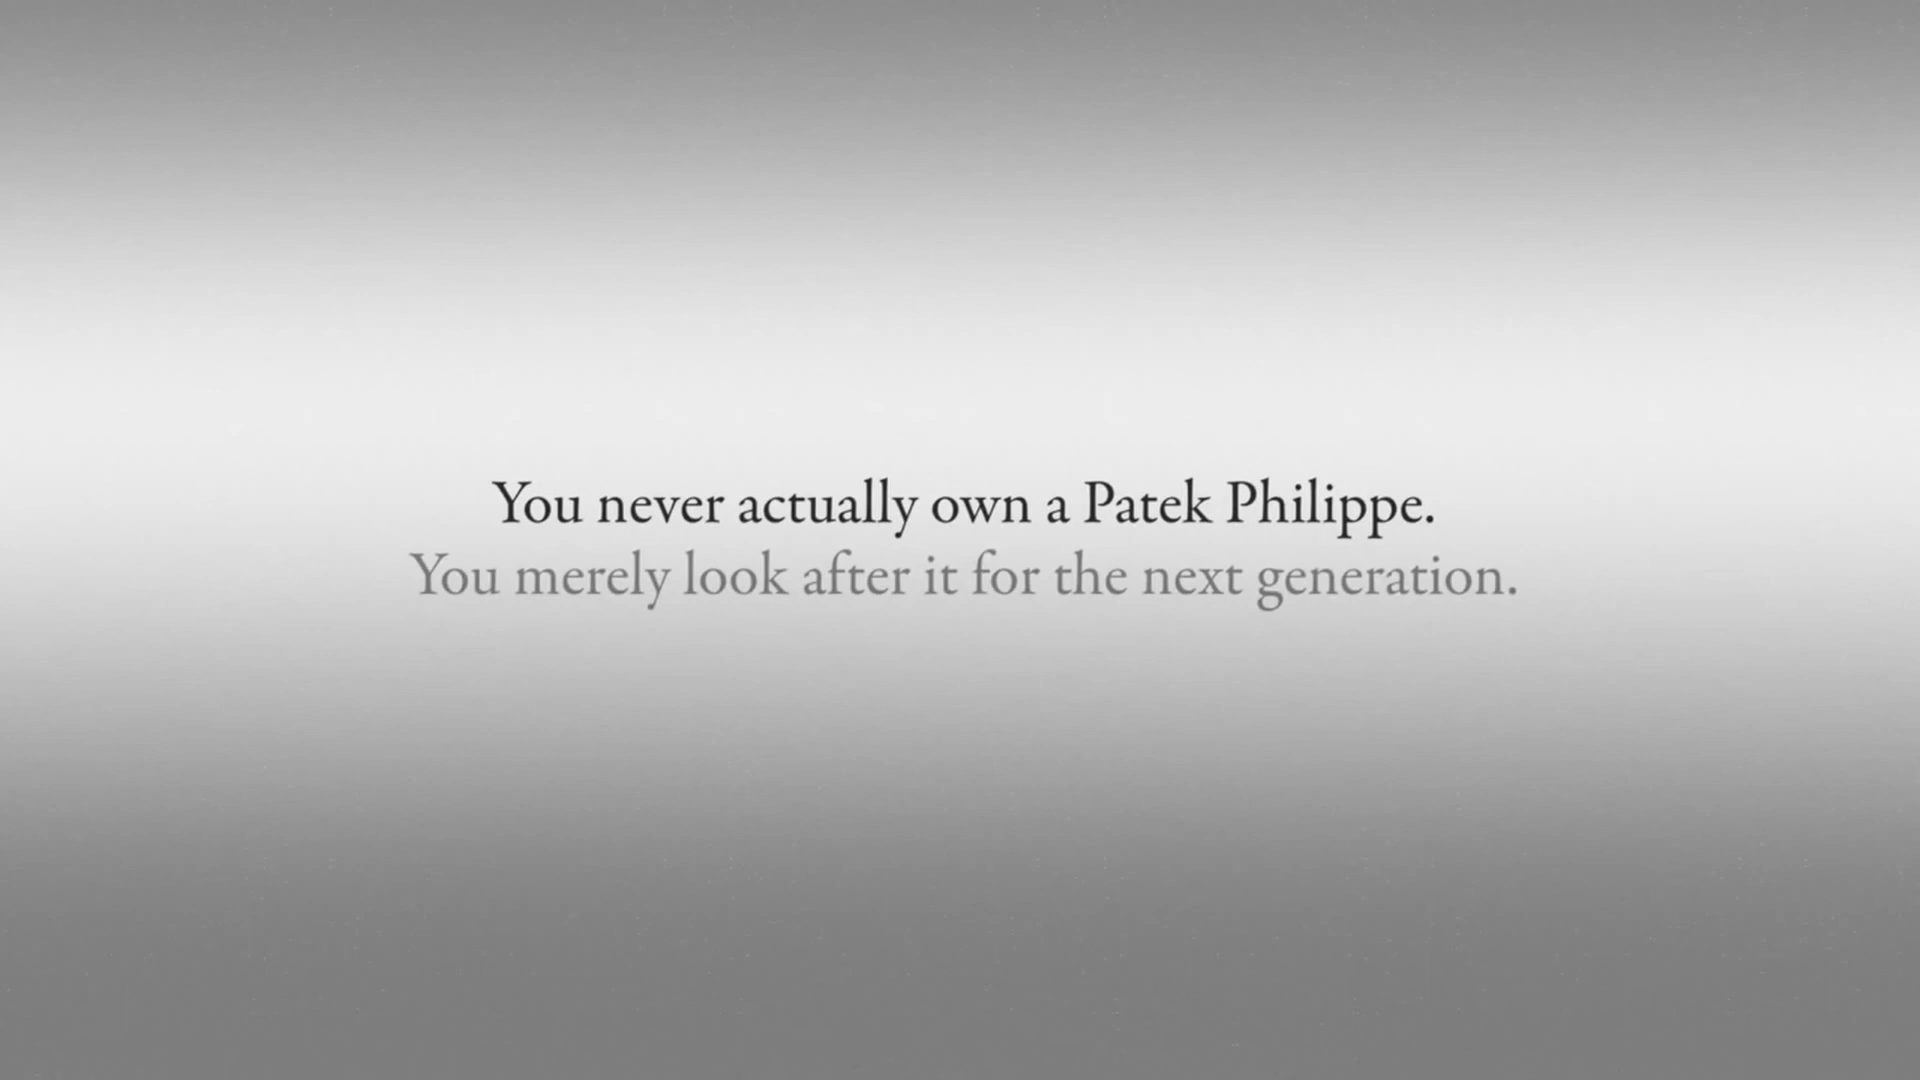 You never actually own a Patek Philippe.
You merely look after it for the next generation.